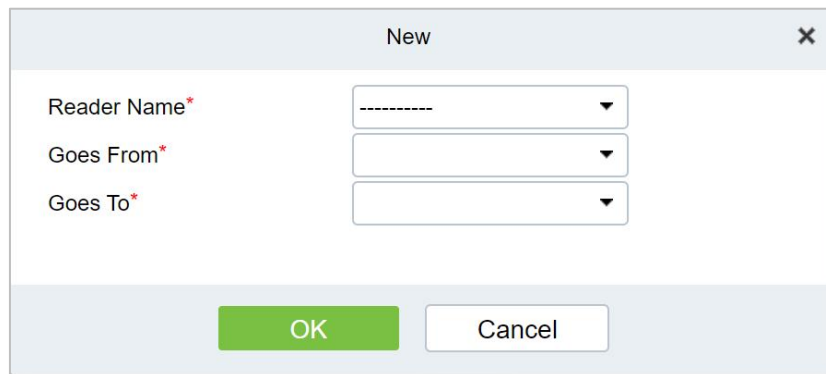 New
Reader Name* ----------
Goes From*
Goes To*
OK Cancel